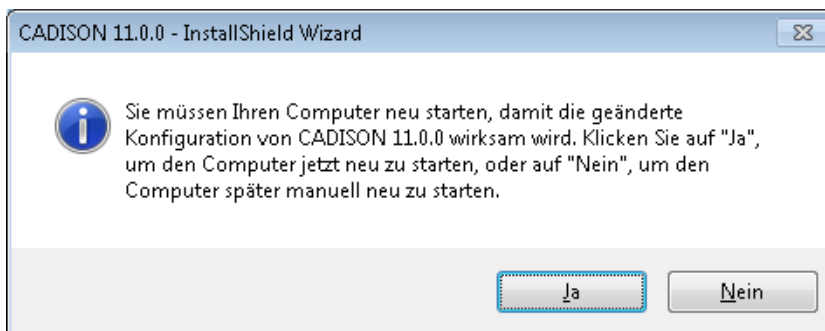 CADISON 11.0.0 - InstallShield Wizard
Sie müssen Ihren Computer neu starten, damit die geänderte
Konfiguration von CADISON 11.0.0 wirksam wird. Klicken Sie auf "Ja",
um den Computer jetzt neu zu starten, oder auf "Nein", um den
Computer später manuell neu zu starten.
Ja
Nein